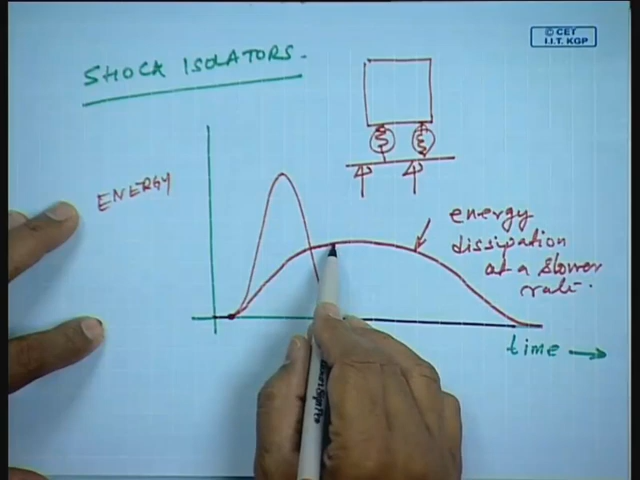 © CET
I.I.T. KGP
SHOCK ISOLATORS.
ENERGY
energy
dissipation
at a slower
rate.
time